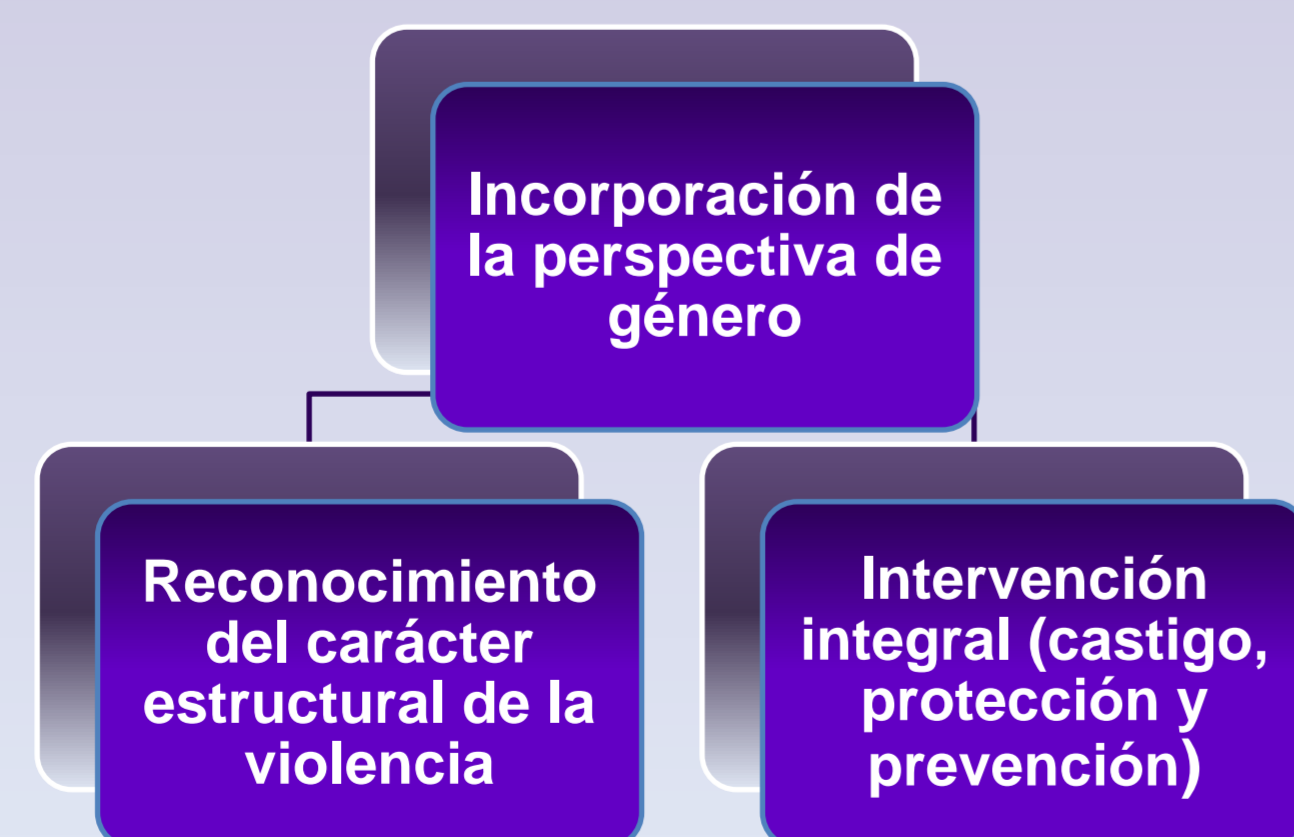 Incorporación de
la perspectiva de
género
Reconocimiento
del carácter
estructural de la
violencia
Intervención
integral (castigo,
protección y
prevención)